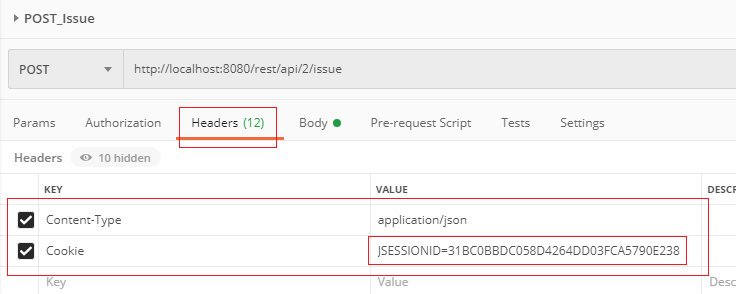 POST_Issue
POST http://localhost:8080/rest/api/2/issue
Params Authorization Headers (12) Body Pre-request Script Tests Settings
Headers 10 hidden
KEY VALUE DESCR
Content-Type application/json
Cookie JSESSIONID=31BC0BBDC058D4264DD03FCA5790E238
Key Value Desc